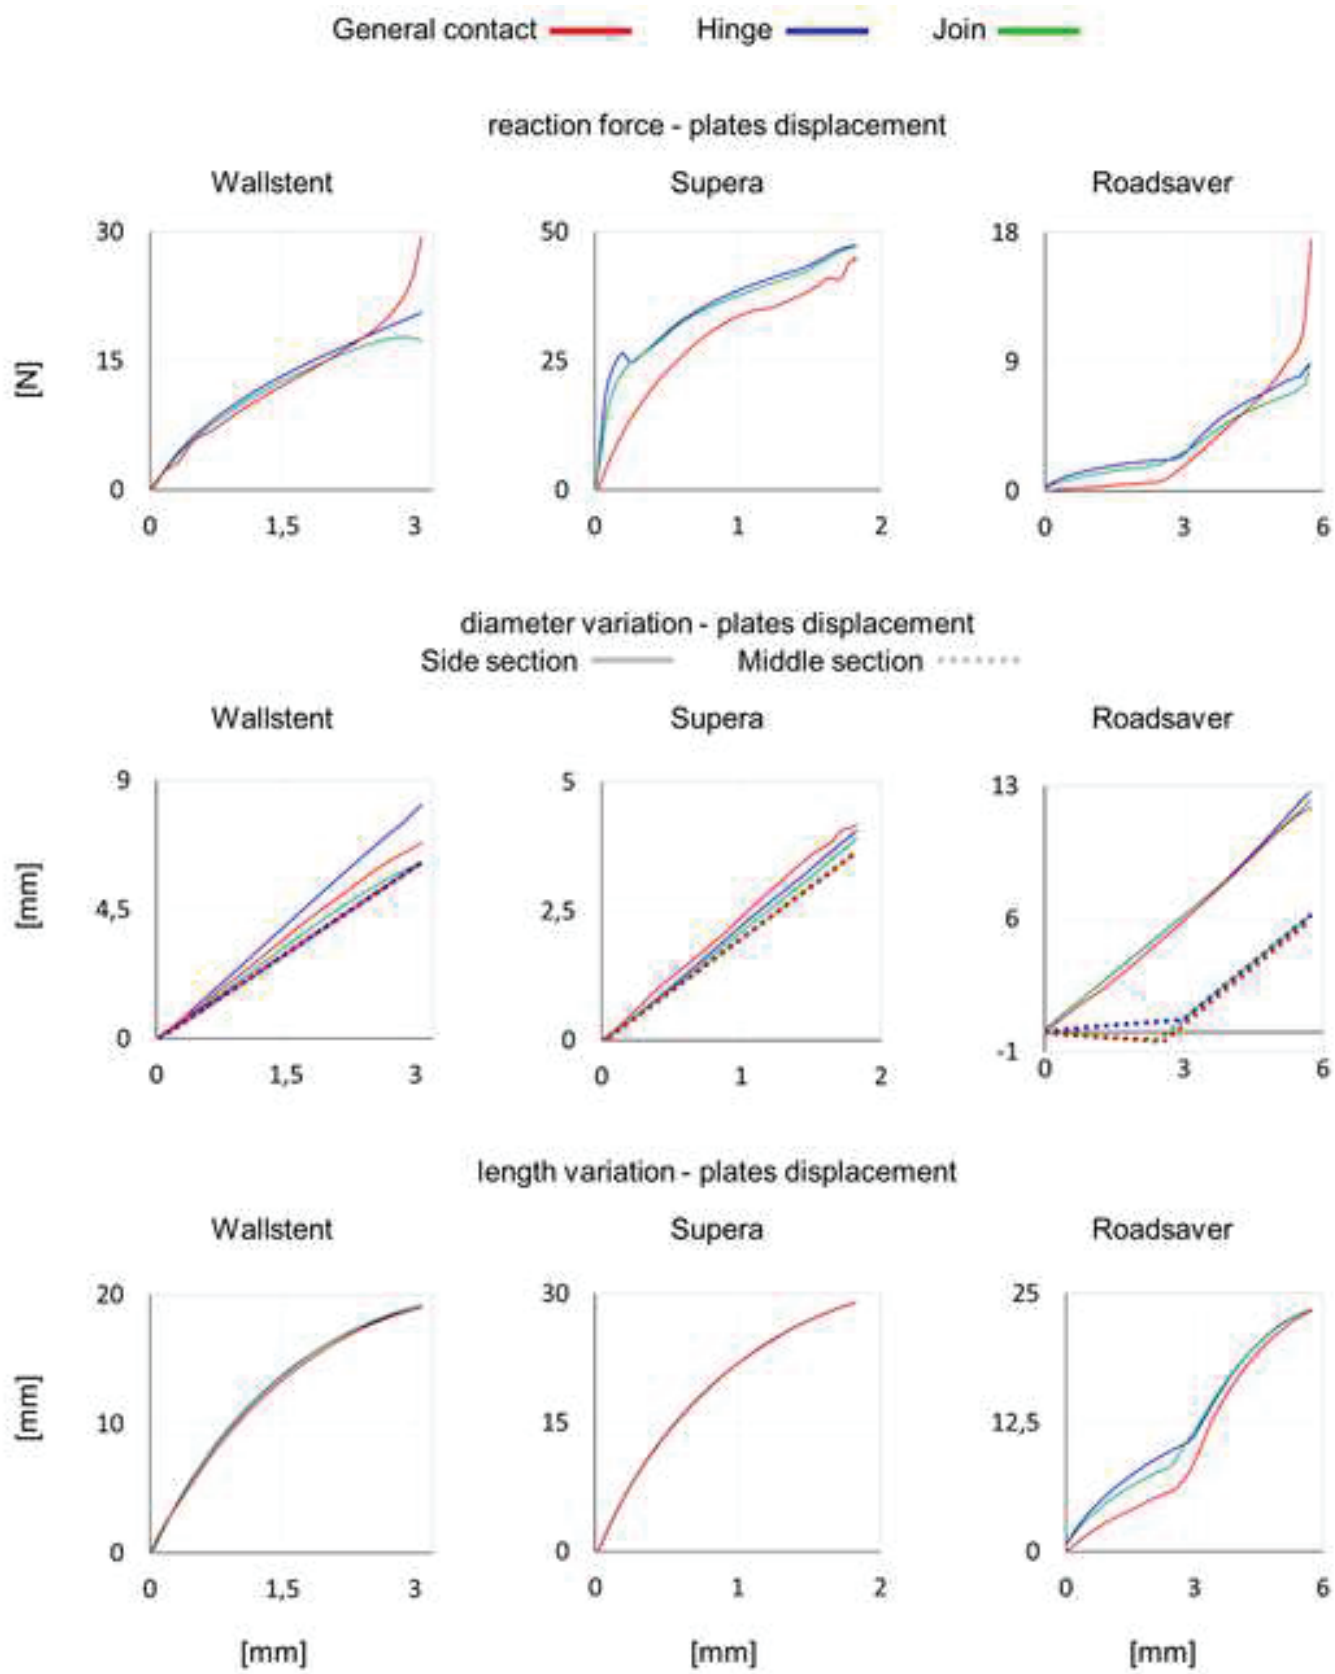 General contact Hinge Join
reaction force - plates displacement
Wallstent Supera Roadsaver
30 50 18
[N] 15 25 9
0 0 0
0 1,5 3 0 1 2 0 3 6
diameter variation - plates displacement
Side section Middle section
Wallstent Supera Roadsaver
9 5 13
[mm] 4,5 2,5 6
0 0 -1
0 1,5 3 0 1 2 0 3 6
length variation - plates displacement
Wallstent Supera Roadsaver
20 30 25
[mm] 10 15 12,5
0 0 0
0 1,5 3 0 1 2 0 3 6
[mm] [mm] [mm]